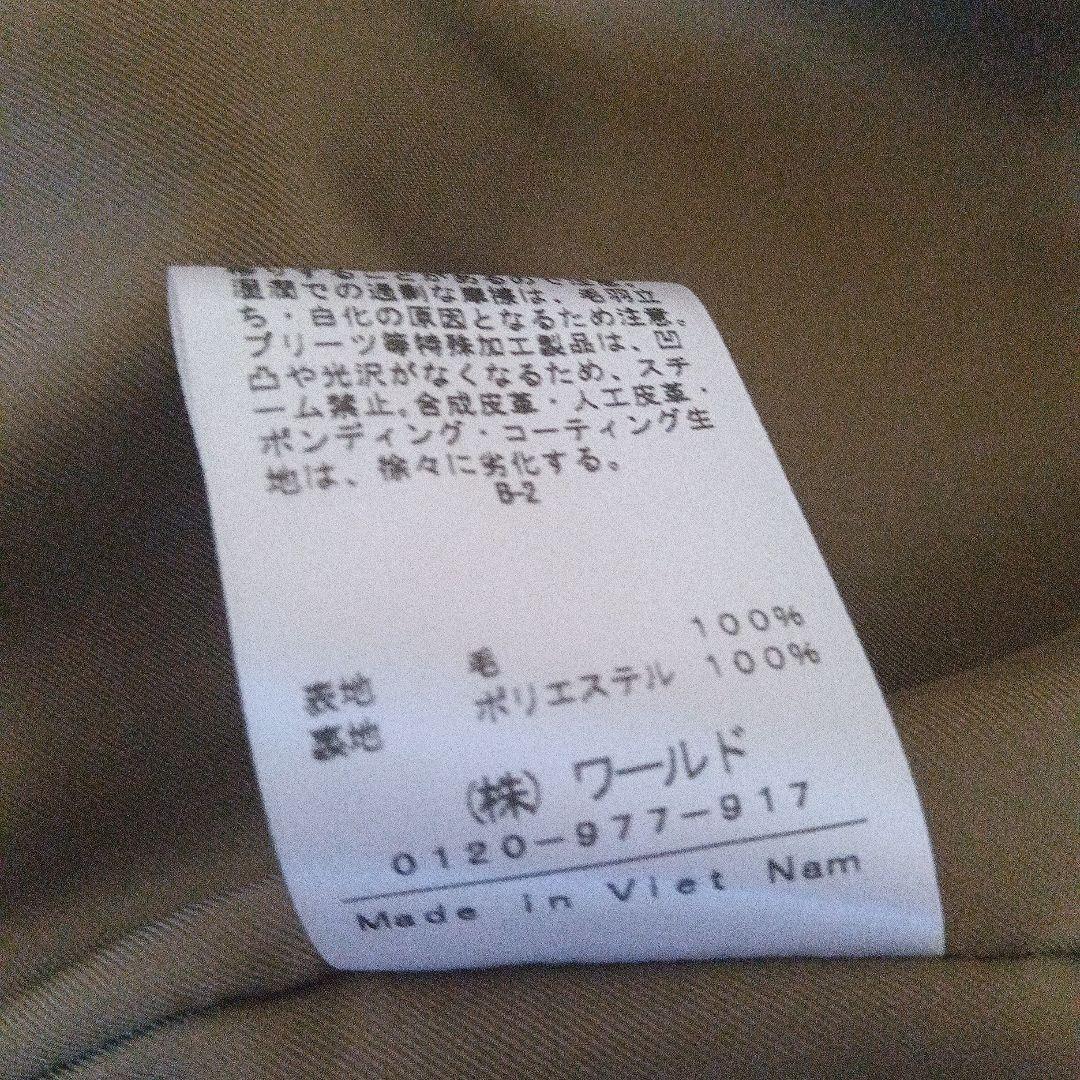 湿潤での過剰な摩擦は、毛羽立
ち・白化の原因となるため注意。
プリーツ等特殊加工製品は、凹
凸や光沢がなくなるため、スチ
ーム禁止。合成皮革・人工皮革・
ボンディング・コーティング生
地は、徐々に劣化する。
B-2
表地 毛 100%
裏地 ポリエステル 100%
(株) ワールド
0120-977-917
Made in Viet Nam